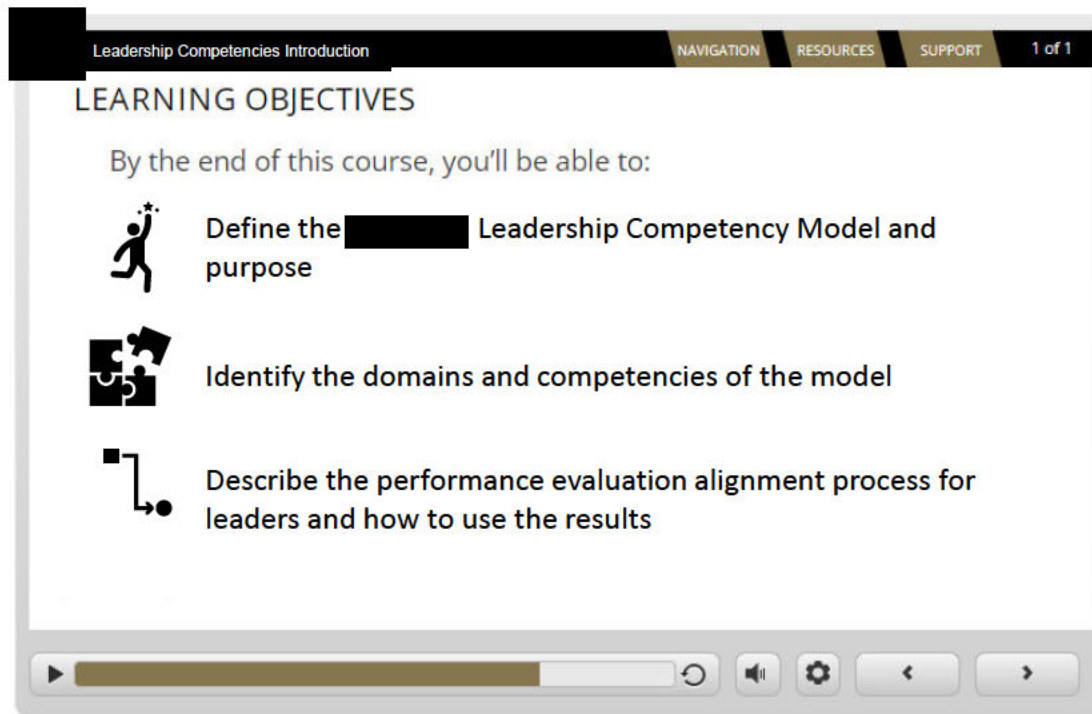 Leadership Competencies Introduction
NAVIGATION
RESOURCES
SUPPORT
1 of 1
LEARNING OBJECTIVES
By the end of this course, you'll be able to:
Define the Leadership Competency Model and
purpose
Identify the domains and competencies of the model
Describe the performance evaluation alignment process for
leaders and how to use the results